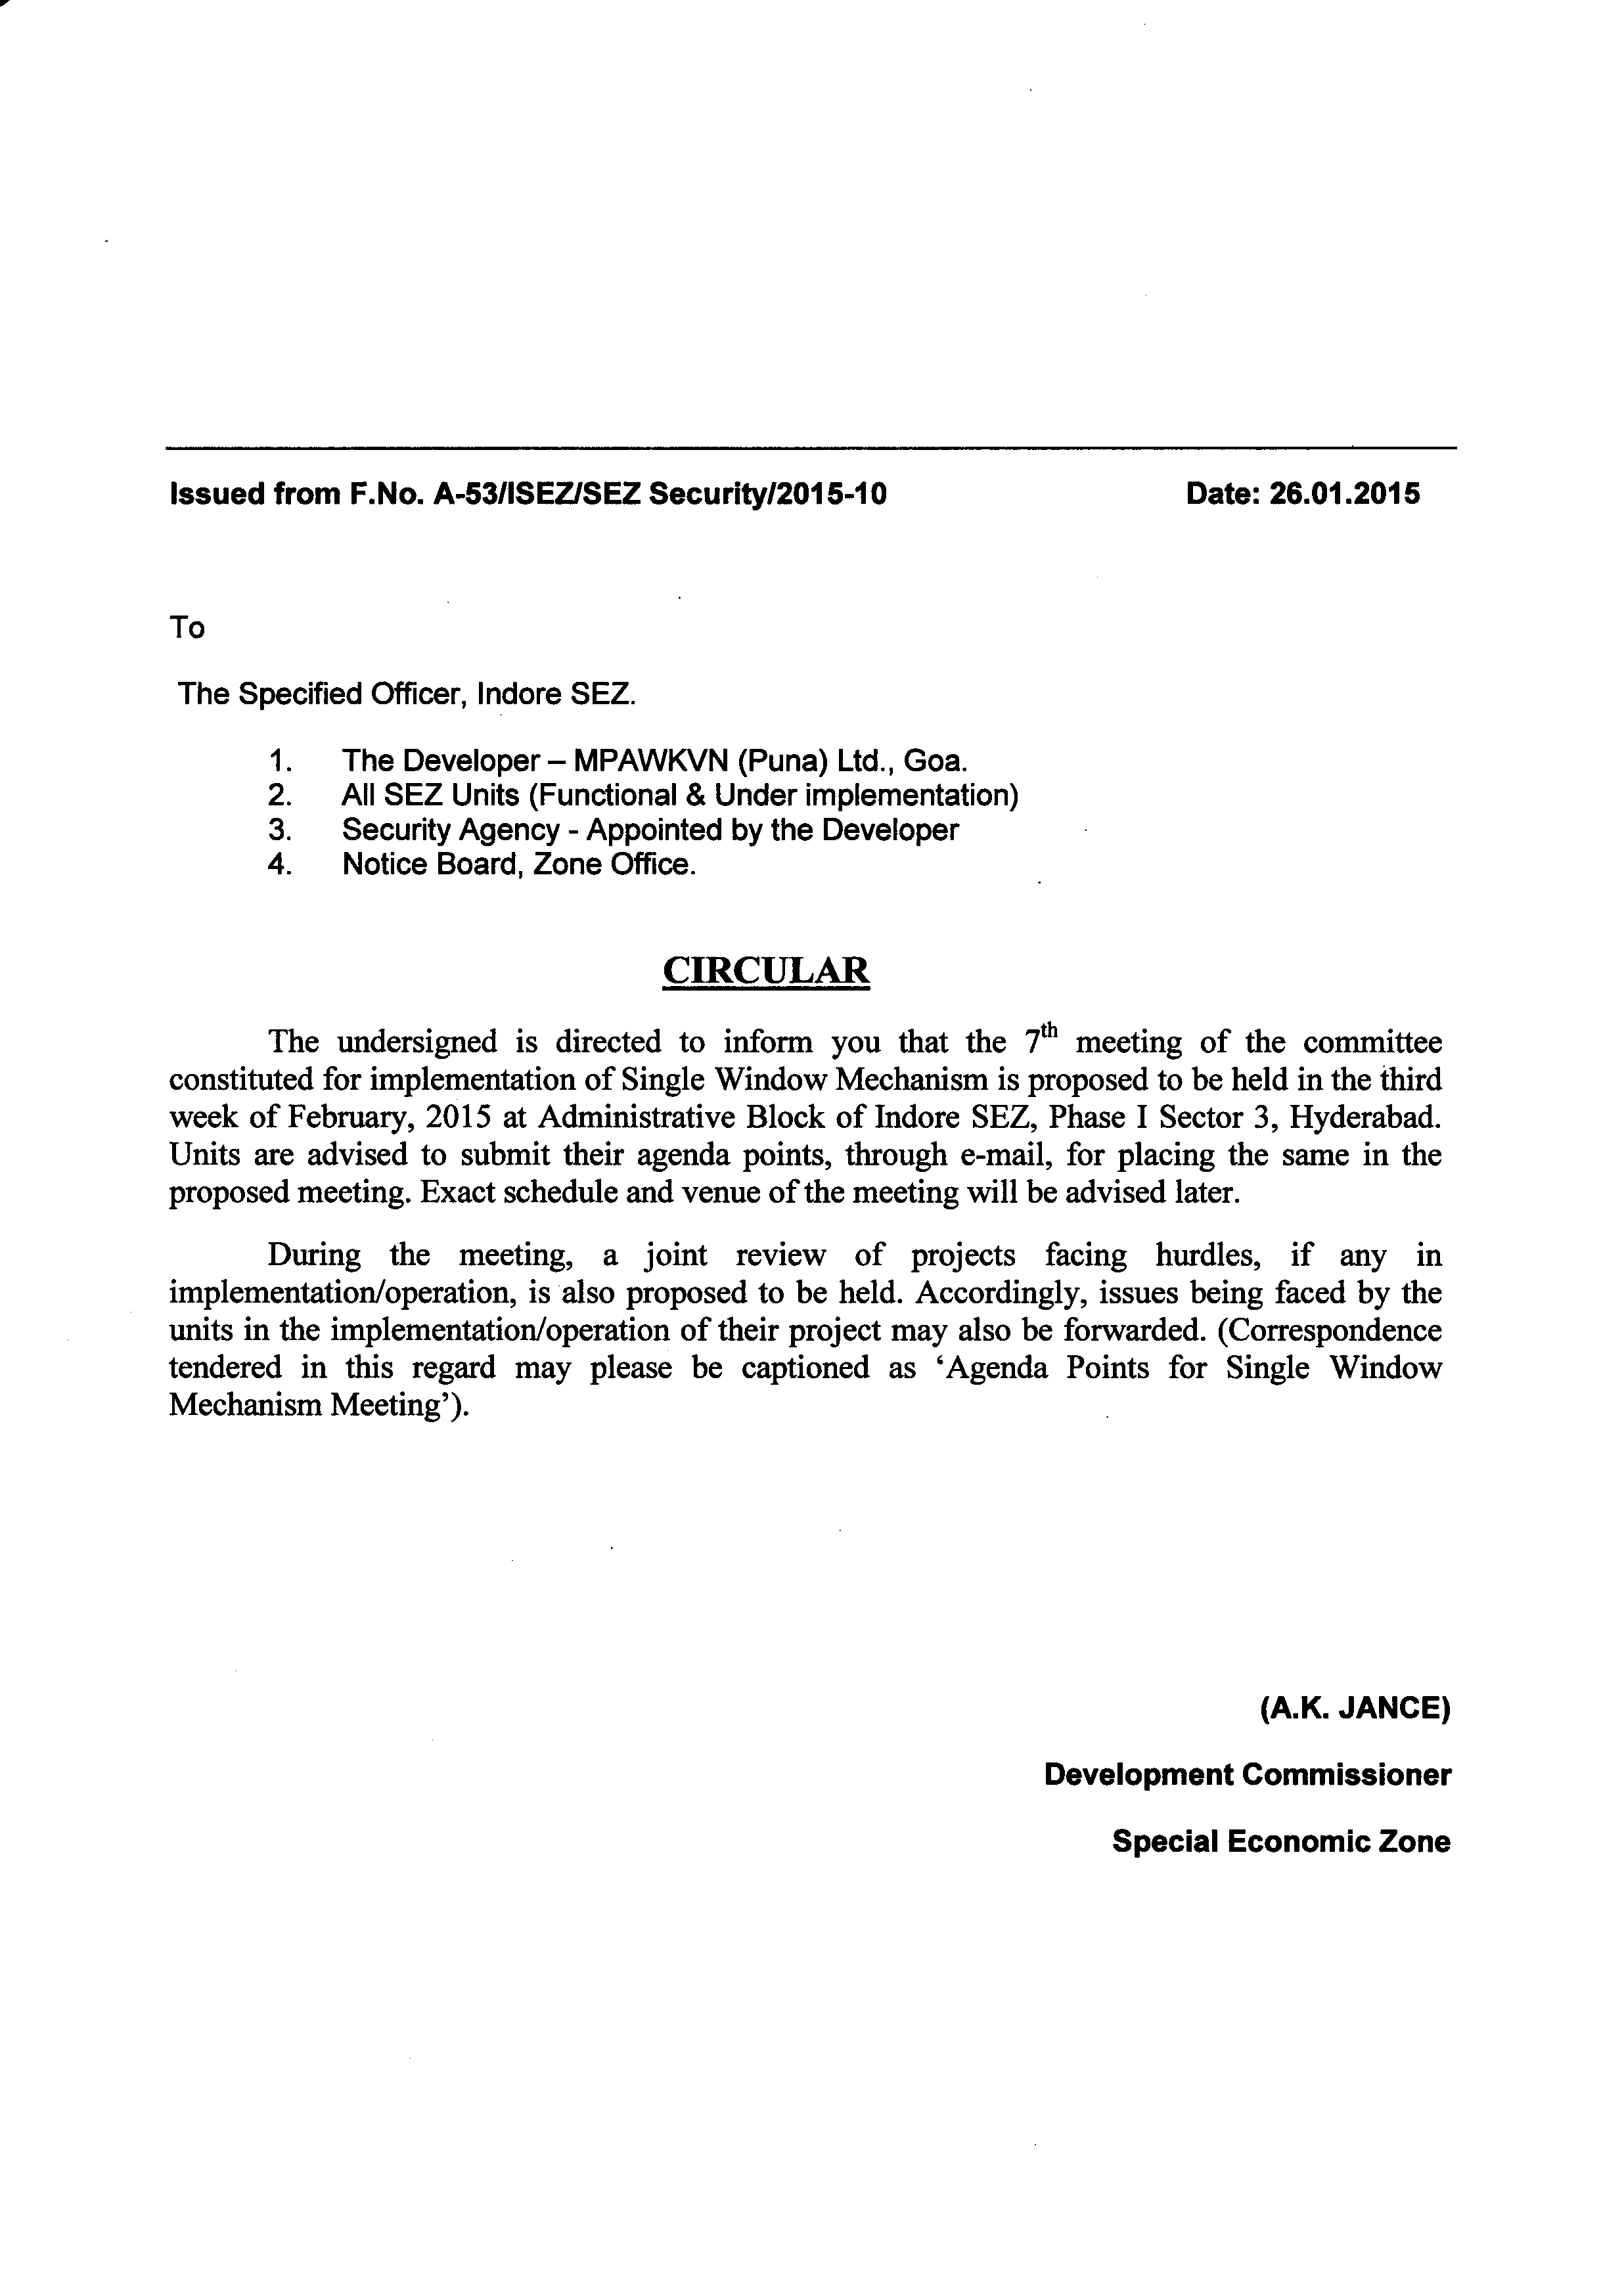 Issued from F.No. A-53/ISEZ/SEZ Security/2015-10 Date: 26.01.2015
To
The Specified Officer, Indore SEZ.
1. The Developer – MPAWKVN (Puna) Ltd., Goa.
2. All SEZ Units (Functional & Under implementation)
3. Security Agency - Appointed by the Developer
4. Notice Board, Zone Office.
CIRCULAR
The undersigned is directed to inform you that the 7th meeting of the committee
constituted for implementation of Single Window Mechanism is proposed to be held in the third
week of February, 2015 at Administrative Block of Indore SEZ, Phase I Sector 3, Hyderabad.
Units are advised to submit their agenda points, through e-mail, for placing the same in the
proposed meeting. Exact schedule and venue of the meeting will be advised later.
During the meeting, a joint review of projects facing hurdles, if any in
implementation/operation, is also proposed to be held. Accordingly, issues being faced by the
units in the implementation/operation of their project may also be forwarded. (Correspondence
tendered in this regard may please be captioned as ‘Agenda Points for Single Window
Mechanism Meeting’).
(A.K. JANCE)
Development Commissioner
Special Economic Zone